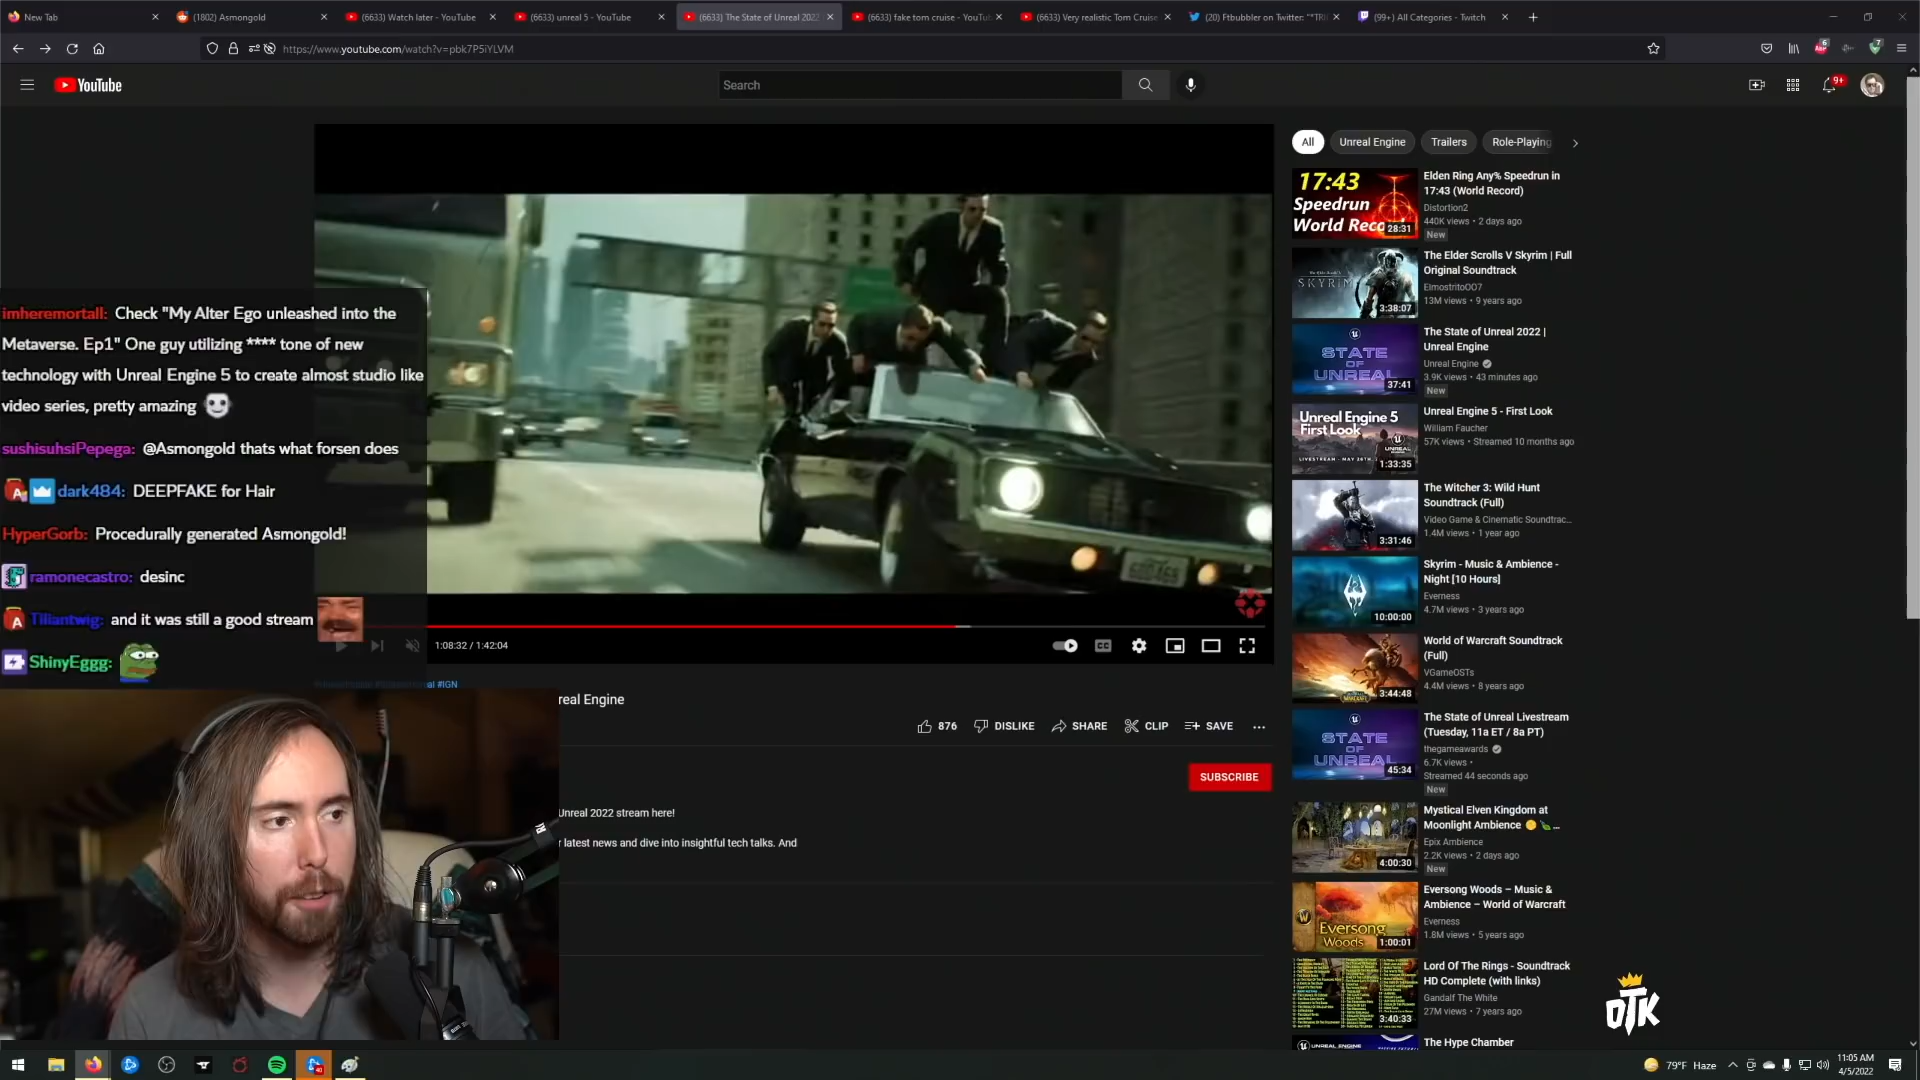 New Tab
(1802) Asmongold
(6633) Watch later - YouTube
(6633) unreal 5 - YouTube
(6633) The State of Unreal 2022
(6633) fake tom cruise - YouTube
(6633) Very realistic Tom Cruise
(20) Ftbubbler on Twitter:
(99+) All Categories - Twitch
https://www.youtube.com/watch?v=pbk7P5iYLVM
6
7
YouTube
Search
9+
All
Unreal Engine
Trailers
Role-Playing
17:43
Speedrun
World Rec
28:31
Elden Ring Any% Speedrun in
17:43 (World Record)
Distortion2
440K views • 2 days ago
New
SKYRIM
3:38:07
The Elder Scrolls V Skyrim | Full
Original Soundtrack
ElmostritoOO7
13M views • 9 years ago
STATE
OF
UNREAL
37:41
The State of Unreal 2022 |
Unreal Engine
Unreal Engine
3.9K views • 43 minutes ago
New
Unreal Engine 5
First Look
1:33:35
Unreal Engine 5 - First Look
William Faucher
57K views • Streamed 10 months ago
3:31:46
The Witcher 3: Wild Hunt
Soundtrack (Full)
Video Game & Cinematic Soundtrac...
1.4M views • 1 year ago
10:00:00
Skyrim - Music & Ambience -
Night [10 Hours]
Everness
4.7M views • 3 years ago
3:44:48
World of Warcraft Soundtrack
(Full)
VGameOSTs
4.4M views • 8 years ago
STATE
OF
UNREAL
45:34
The State of Unreal Livestream
(Tuesday, 11a ET / 8a PT)
thegameawards
6.7K views •
Streamed 44 seconds ago
New
4:00:30
Mystical Elven Kingdom at
Moonlight Ambience ...
Epix Ambience
2.2K views • 2 days ago
New
Eversong
Woods
1:00:01
Eversong Woods – Music &
Ambience – World of Warcraft
Everness
1.8M views • 5 years ago
3:40:33
Lord Of The Rings - Soundtrack
HD Complete (with links)
Gandalf The White
27M views • 7 years ago
UNREAL ENGINE
The Hype Chamber
imheremortall: Check "My Alter Ego unleashed into the
Metaverse. Ep1" One guy utilizing **** tone of new
technology with Unreal Engine 5 to create almost studio like
video series, pretty amazing
sushisuhsiPepega: @Asmongold thats what forsen does
dark484: DEEPFAKE for Hair
HyperGorb: Procedurally generated Asmongold!
ramonecastro: desinc
Tiliantwig: and it was still a good stream
ShinyEggg:
1:08:32 / 1:42:04
CC
#IGN
real Engine
876
DISLIKE
SHARE
CLIP
SAVE
...
SUBSCRIBE
Unreal 2022 stream here!
latest news and dive into insightful tech talks. And
OTK
79°F Haze
11:05 AM
4/5/2022